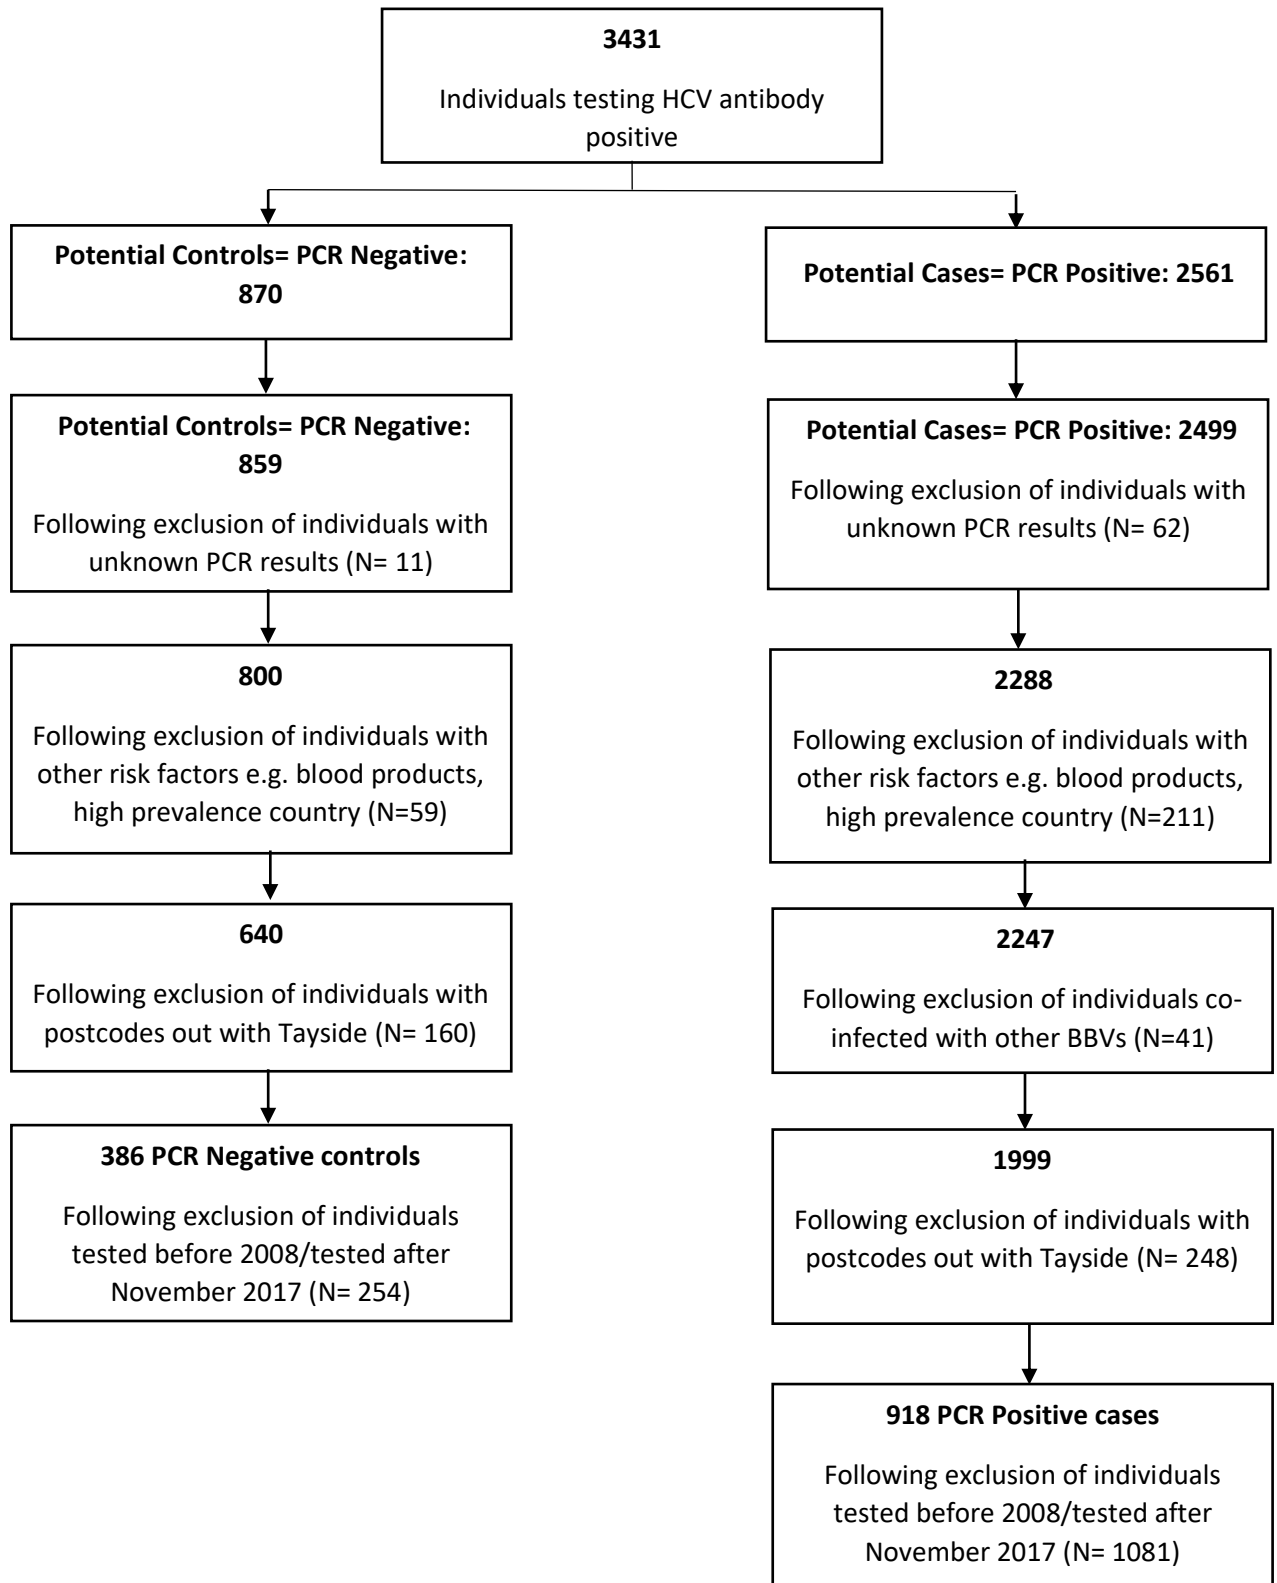 3431
Individuals testing HCV antibody
positive
Potential Controls= PCR Negative:
870
Potential Cases= PCR Positive: 2561
Potential Controls= PCR Negative:
859
Following exclusion of individuals with
unknown PCR results (N= 11)
Potential Cases= PCR Positive: 2499
Following exclusion of individuals with
unknown PCR results (N= 62)
800
Following exclusion of individuals with
other risk factors e.g. blood products,
high prevalence country (N=59)
2288
Following exclusion of individuals with
other risk factors e.g. blood products,
high prevalence country (N=211)
640
Following exclusion of individuals with
postcodes out with Tayside (N= 160)
2247
Following exclusion of individuals co-
infected with other BBVs (N=41)
386 PCR Negative controls
Following exclusion of individuals
tested before 2008/tested after
November 2017 (N= 254)
1999
Following exclusion of individuals with
postcodes out with Tayside (N= 248)
918 PCR Positive cases
Following exclusion of individuals
tested before 2008/tested after
November 2017 (N= 1081)